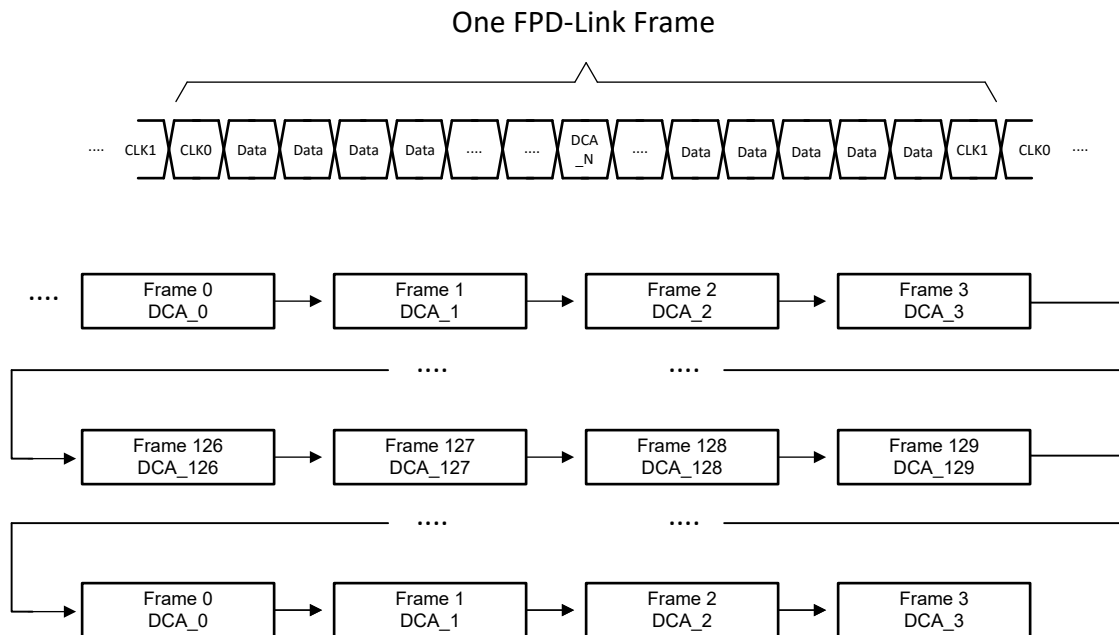 One FPD-Link Frame
.... CLK1 CLK0 Data Data Data Data .... .... DCA _N .... Data Data Data Data Data CLK1 CLK0 ....
.... Frame 0 Frame 1 Frame 2 Frame 3
DCA_0 DCA_1 DCA_2 DCA_3
.... ....
Frame 126 Frame 127 Frame 128 Frame 129
DCA_126 DCA_127 DCA_128 DCA_129
.... ....
Frame 0 Frame 1 Frame 2 Frame 3
DCA_0 DCA_1 DCA_2 DCA_3